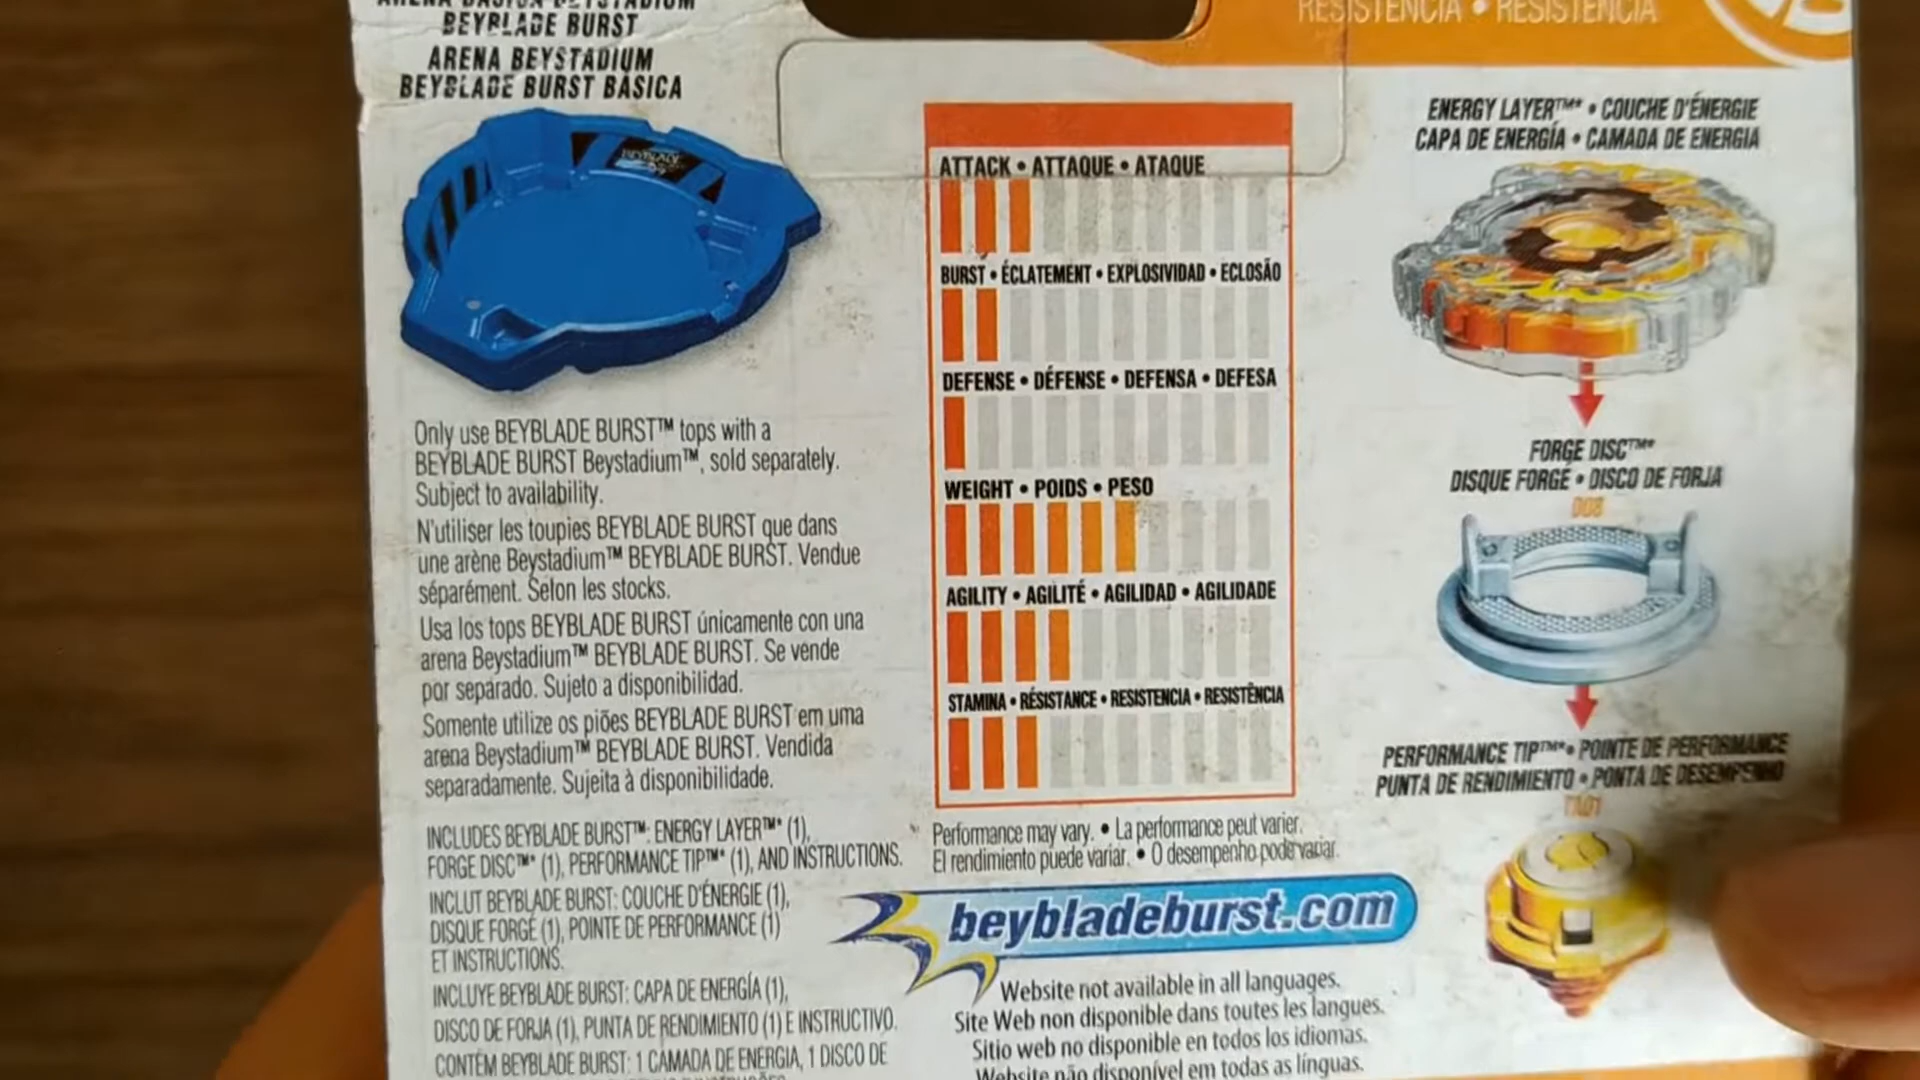 BEYBLADE BURST
ARENA BEYSTADIUM
BEYBLADE BURST BÁSICA
Only use BEYBLADE BURST™ tops with a
BEYBLADE BURST Beystadium™, sold separately.
Subject to availability.
N'utiliser les toupies BEYBLADE BURST que dans
une arène Beystadium™ BEYBLADE BURST. Vendue
séparément. Selon les stocks.
Usa los tops BEYBLADE BURST únicamente con una
arena Beystadium™ BEYBLADE BURST. Se vende
por separado. Sujeto a disponibilidad.
Somente utilize os piões BEYBLADE BURST em uma
arena Beystadium™ BEYBLADE BURST. Vendida
separadamente. Sujeita à disponibilidade.
INCLUDES BEYBLADE BURST™: ENERGY LAYER™* (1),
FORGE DISC™* (1), PERFORMANCE TIP™* (1), AND INSTRUCTIONS.
INCLUT BEYBLADE BURST: COUCHE D'ÉNERGIE (1),
DISQUE FORGÉ (1), POINTE DE PERFORMANCE (1)
ET INSTRUCTIONS.
INCLUYE BEYBLADE BURST: CAPA DE ENERGÍA (1),
DISCO DE FORJA (1), PUNTA DE RENDIMIENTO (1) E INSTRUCTIVO.
CONTÉM BEYBLADE BURST: 1 CAMADA DE ENERGIA, 1 DISCO DE
ATTACK • ATTAQUE • ATAQUE
BURST • ÉCLATEMENT • EXPLOSIVIDAD • ECLOSÃO
DEFENSE • DÉFENSE • DEFENSA • DEFESA
WEIGHT • POIDS • PESO
AGILITY • AGILITÉ • AGILIDAD • AGILIDADE
STAMINA • RÉSISTANCE • RESISTENCIA • RESISTÊNCIA
Performance may vary. • La performance peut varier.
El rendimiento puede variar. • O desempenho pode variar.
beybladeburst.com
Website not available in all languages.
Site Web non disponible dans toutes les langues.
Sitio web no disponible en todos los idiomas.
Website não disponível em todas as línguas.
RESISTENCIA • RESISTÊNCIA
ENERGY LAYER™* • COUCHE D'ÉNERGIE
CAPA DE ENERGÍA • CAMADA DE ENERGIA
FORGE DISC™*
DISQUE FORGÉ • DISCO DE FORJA
D08
PERFORMANCE TIP™* • POINTE DE PERFORMANCE
PUNTA DE RENDIMIENTO • PONTA DE DESEMPENHO